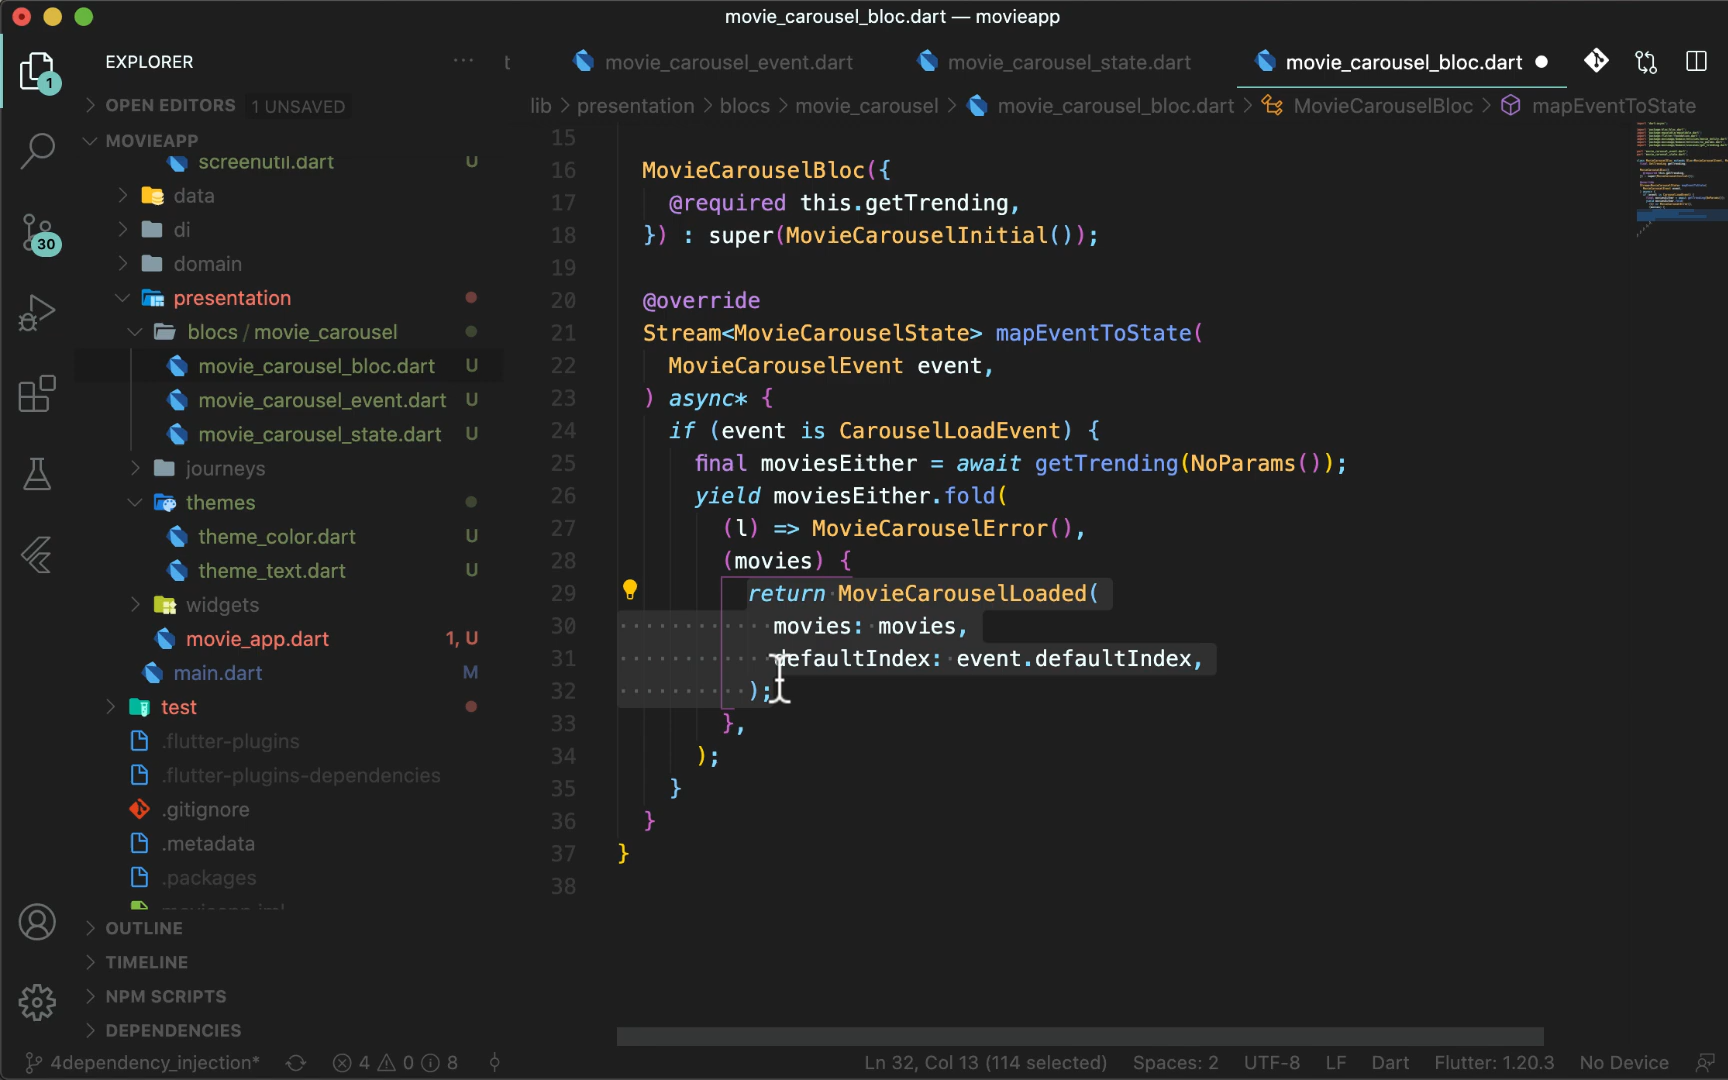 movie_carousel_bloc.dart — movieapp
EXPLORER
t
movie_carousel_event.dart
movie_carousel_state.dart
movie_carousel_bloc.dart
1
OPEN EDITORS 1 UNSAVED
lib > presentation > blocs > movie_carousel > movie_carousel_bloc.dart > MovieCarouselBloc > mapEventToState
MOVIEAPP
screenutil.dart U
data
di
30
domain
presentation
blocs / movie_carousel
movie_carousel_bloc.dart U
movie_carousel_event.dart U
movie_carousel_state.dart U
journeys
themes
theme_color.dart U
theme_text.dart U
widgets
movie_app.dart 1, U
main.dart M
test
.flutter-plugins
.flutter-plugins-dependencies
.gitignore
.metadata
.packages
OUTLINE
TIMELINE
NPM SCRIPTS
DEPENDENCIES
15
16 MovieCarouselBloc({
17 @required this.getTrending,
18 }) : super(MovieCarouselInitial());
19
20 @override
21 Stream<MovieCarouselState> mapEventToState(
22 MovieCarouselEvent event,
23 ) async* {
24 if (event is CarouselLoadEvent) {
25 final moviesEither = await getTrending(NoParams());
26 yield moviesEither.fold(
27 (l) => MovieCarouselError(),
28 (movies) {
29 return MovieCarouselLoaded(
30 movies: movies,
31 defaultIndex: event.defaultIndex,
32 );
33 },
34 );
35 }
36 }
37 }
38
4dependency_injection* 4 0 8 Ln 32, Col 13 (114 selected) Spaces: 2 UTF-8 LF Dart Flutter: 1.20.3 No Device